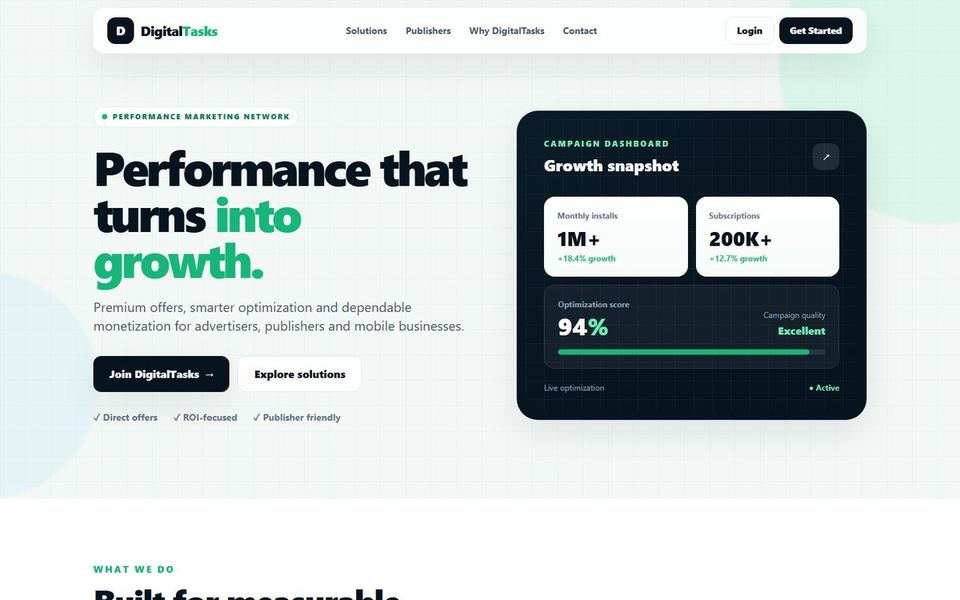 D DigitalTasks Solutions Publishers Why DigitalTasks Contact Login Get Started
PERFORMANCE MARKETING NETWORK
Performance that
turns into
growth.
Premium offers, smarter optimization and dependable
monetization for advertisers, publishers and mobile businesses.
Join DigitalTasks → Explore solutions
✓ Direct offers ✓ ROI-focused ✓ Publisher friendly
CAMPAIGN DASHBOARD
Growth snapshot
↗
Monthly installs
1M+
+18.4% growth
Subscriptions
200K+
+12.7% growth
Optimization score
94%
Campaign quality
Excellent
Live optimization
● Active
WHAT WE DO
Built for measurable